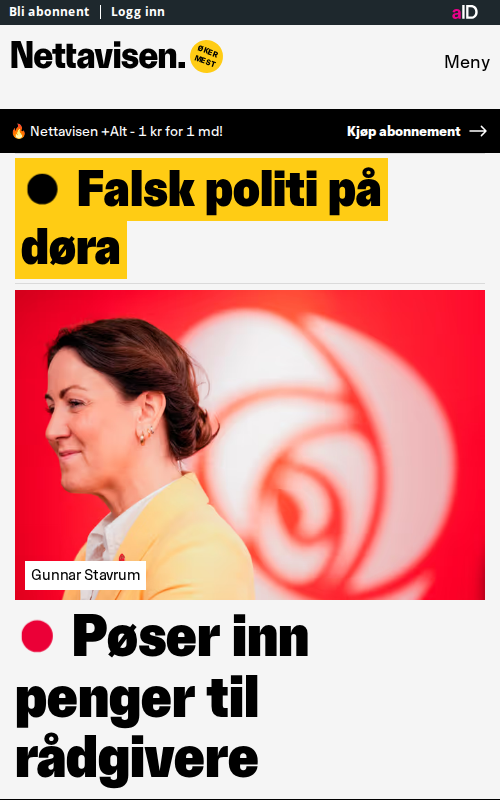 Bli abonnent | Logg inn
aID
Nettavisen.
ØKER
MEST
Meny
🔥 Nettavisen +Alt - 1 kr for 1 md!
Kjøp abonnement →
Falsk politi på
døra
Gunnar Stavrum
Pøser inn
penger til
rådgivere